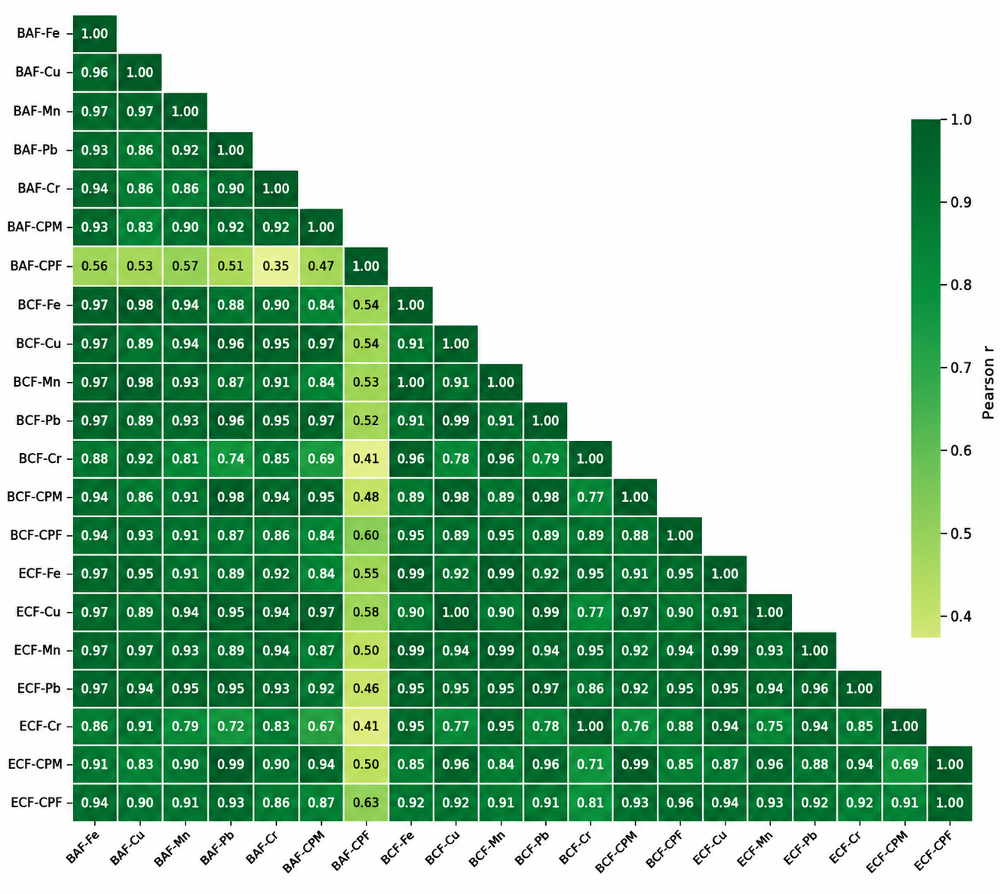 BAF-Fe 1.00
BAF-Cu 0.96 1.00
BAF-Mn 0.97 0.97 1.00
BAF-Pb 0.93 0.86 0.92 1.00
BAF-Cr 0.94 0.86 0.86 0.90 1.00
BAF-CPM 0.93 0.83 0.90 0.92 0.92 1.00
BAF-CPF 0.56 0.53 0.57 0.51 0.35 0.47 1.00
BCF-Fe 0.97 0.98 0.94 0.88 0.90 0.84 0.54 1.00
BCF-Cu 0.97 0.89 0.94 0.96 0.95 0.97 0.54 0.91 1.00
BCF-Mn 0.97 0.98 0.93 0.87 0.91 0.84 0.53 1.00 0.91 1.00
BCF-Pb 0.97 0.89 0.93 0.96 0.95 0.97 0.52 0.91 0.99 0.91 1.00
BCF-Cr 0.88 0.92 0.81 0.74 0.85 0.69 0.41 0.96 0.78 0.96 0.79 1.00
BCF-CPM 0.94 0.86 0.91 0.98 0.94 0.95 0.48 0.89 0.98 0.89 0.98 0.77 1.00
BCF-CPF 0.94 0.93 0.91 0.87 0.86 0.84 0.60 0.95 0.89 0.95 0.89 0.89 0.88 1.00
ECF-Fe 0.97 0.95 0.91 0.89 0.92 0.84 0.55 0.99 0.92 0.99 0.92 0.95 0.91 0.95 1.00
ECF-Cu 0.97 0.89 0.94 0.95 0.94 0.97 0.58 0.90 1.00 0.90 0.99 0.77 0.97 0.90 0.91 1.00
ECF-Mn 0.97 0.97 0.93 0.89 0.94 0.87 0.50 0.99 0.94 0.99 0.94 0.95 0.92 0.94 0.99 0.93 1.00
ECF-Pb 0.97 0.94 0.95 0.95 0.93 0.92 0.46 0.95 0.95 0.95 0.97 0.86 0.92 0.95 0.95 0.94 0.96 1.00
ECF-Cr 0.86 0.91 0.79 0.72 0.83 0.67 0.41 0.95 0.77 0.95 0.78 1.00 0.76 0.88 0.94 0.75 0.94 0.85 1.00
ECF-CPM 0.91 0.83 0.90 0.99 0.90 0.94 0.50 0.85 0.96 0.84 0.96 0.71 0.99 0.85 0.87 0.96 0.88 0.94 0.69 1.00
ECF-CPF 0.94 0.90 0.91 0.93 0.86 0.87 0.63 0.92 0.92 0.91 0.91 0.81 0.93 0.96 0.94 0.93 0.92 0.92 0.91 1.00
BAF-Fe BAF-Cu BAF-Mn BAF-Pb BAF-Cr BAF-CPM BAF-CPF BCF-Fe BCF-Cu BCF-Mn BCF-Pb BCF-Cr BCF-CPM BCF-CPF ECF-Cu ECF-Mn ECF-Pb ECF-Cr ECF-CPM ECF-CPF
1.0
0.9
0.8
0.7
0.6
0.5
0.4
Pearson r